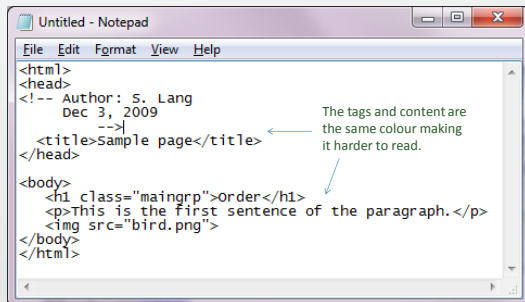 Untitled - Notepad
File Edit Format View Help
<html>
<head>
<!-- Author: S. Lang
Dec 3, 2009
-->
<title>Sample page</title>
</head>
The tags and content are
the same colour making
it harder to read.
<body>
<h1 class="maingrp">Order</h1>
<p>This is the first sentence of the paragraph.</p>
<img src="bird.png">
</body>
</html>